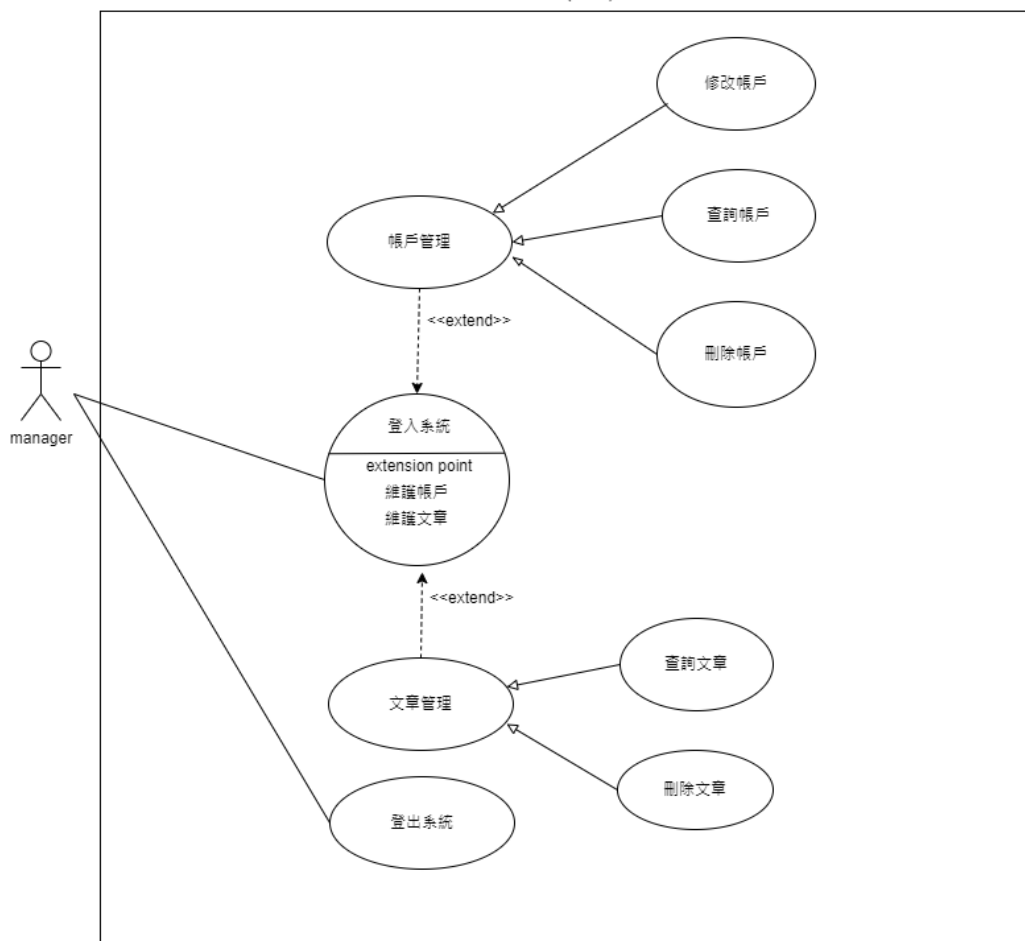 修改帳戶
查詢帳戶
帳戶管理
<<extend>>
刪除帳戶
manager
登入系統
extension point
維護帳戶
維護文章
<<extend>>
查詢文章
文章管理
刪除文章
登出系統